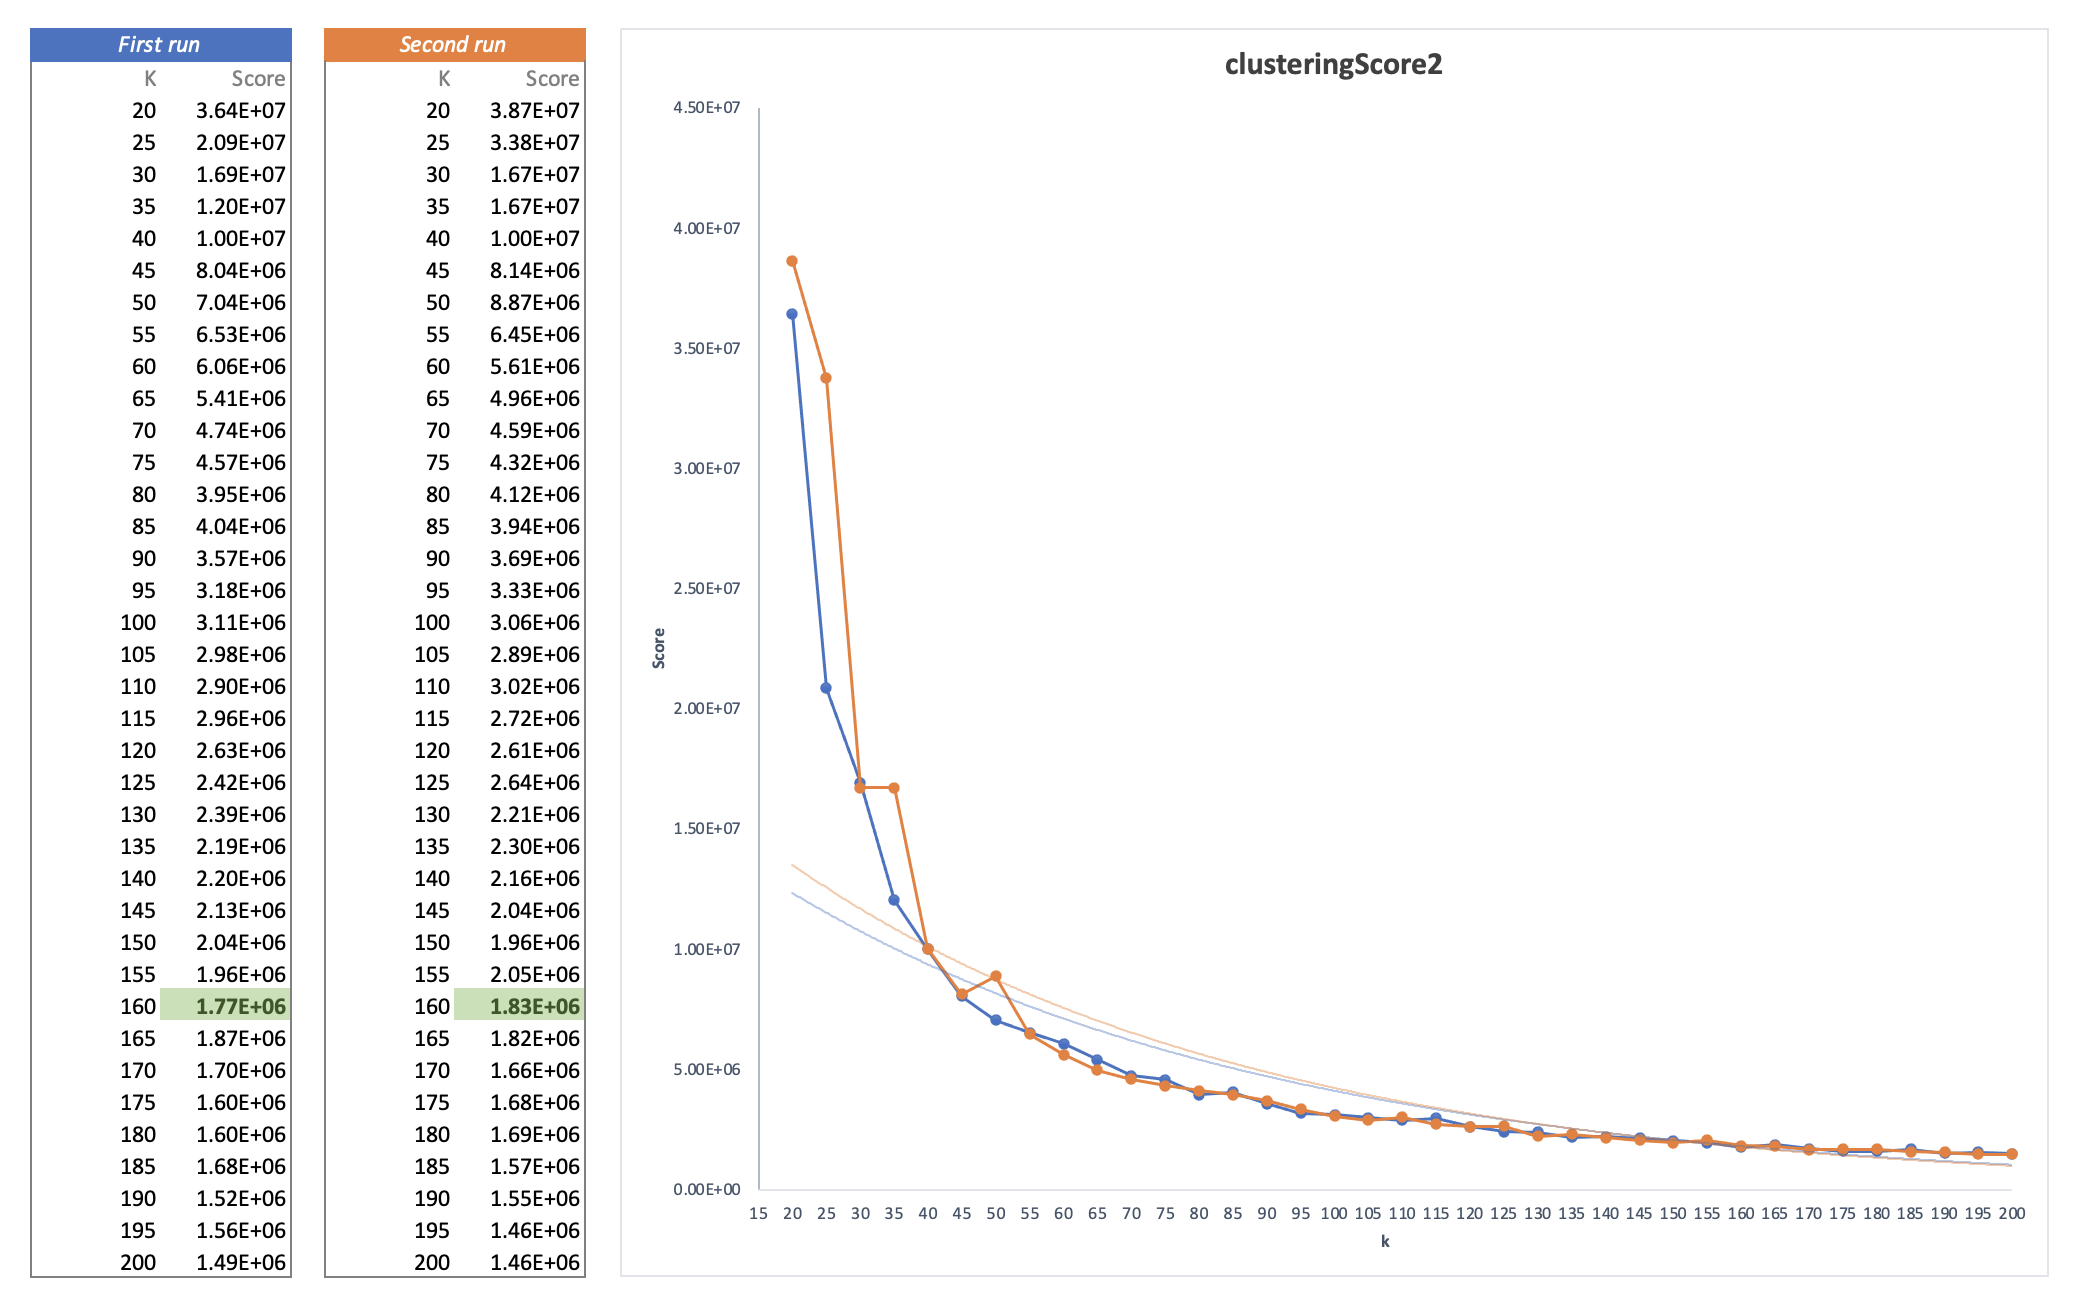 First run
K Score
20 3.64E+07
25 2.09E+07
30 1.69E+07
35 1.20E+07
40 1.00E+07
45 8.04E+06
50 7.04E+06
55 6.53E+06
60 6.06E+06
65 5.41E+06
70 4.74E+06
75 4.57E+06
80 3.95E+06
85 4.04E+06
90 3.57E+06
95 3.18E+06
100 3.11E+06
105 2.98E+06
110 2.90E+06
115 2.96E+06
120 2.63E+06
125 2.42E+06
130 2.39E+06
135 2.19E+06
140 2.20E+06
145 2.13E+06
150 2.04E+06
155 1.96E+06
160 1.77E+06
165 1.87E+06
170 1.70E+06
175 1.60E+06
180 1.60E+06
185 1.68E+06
190 1.52E+06
195 1.56E+06
200 1.49E+06
Second run
K Score
20 3.87E+07
25 3.38E+07
30 1.67E+07
35 1.67E+07
40 1.00E+07
45 8.14E+06
50 8.87E+06
55 6.45E+06
60 5.61E+06
65 4.96E+06
70 4.59E+06
75 4.32E+06
80 4.12E+06
85 3.94E+06
90 3.69E+06
95 3.33E+06
100 3.06E+06
105 2.89E+06
110 3.02E+06
115 2.72E+06
120 2.61E+06
125 2.64E+06
130 2.21E+06
135 2.30E+06
140 2.16E+06
145 2.04E+06
150 1.96E+06
155 2.05E+06
160 1.83E+06
165 1.82E+06
170 1.66E+06
175 1.68E+06
180 1.69E+06
185 1.57E+06
190 1.55E+06
195 1.46E+06
200 1.46E+06
clusteringScore2
4.50E+07
4.00E+07
3.50E+07
3.00E+07
2.50E+07
2.00E+07
1.50E+07
1.00E+07
5.00E+06
0.00E+00
Score
15 20 25 30 35 40 45 50 55 60 65 70 75 80 85 90 95 100 105 110 115 120 125 130 135 140 145 150 155 160 165 170 175 180 185 190 195 200
k